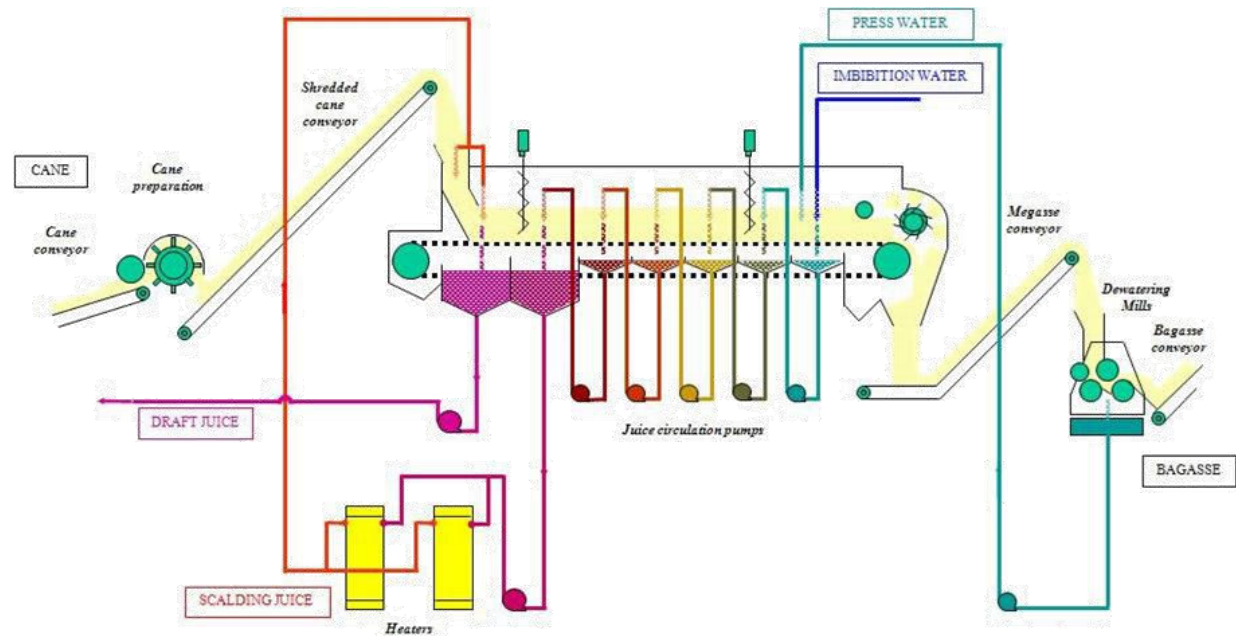 PRESS WATER
IMBIBITION WATER
Shredded
cane
conveyor
CANE
Cane
preparation
Cane
conveyor
Megasse
conveyor
Dewatering
Mills
Bagasse
conveyor
DRAFT JUICE
Juice circulation pumps
BAGASSE
SCALDING JUICE
Heaters